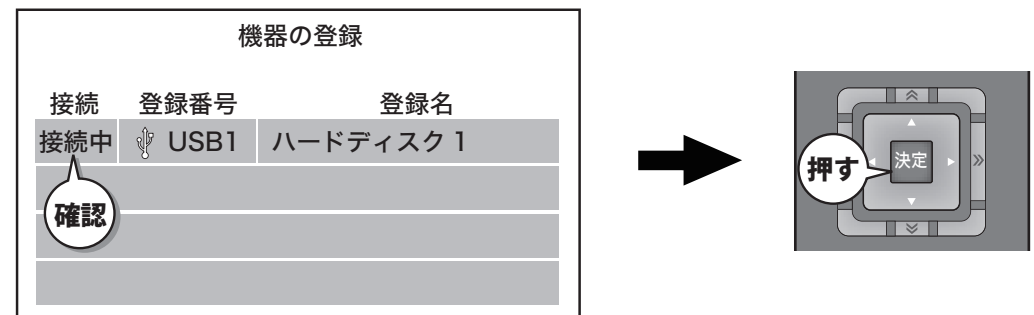 機器の登録
接続 登録番号 登録名
接続中 USB1 ハードディスク 1
確認
押す
決定